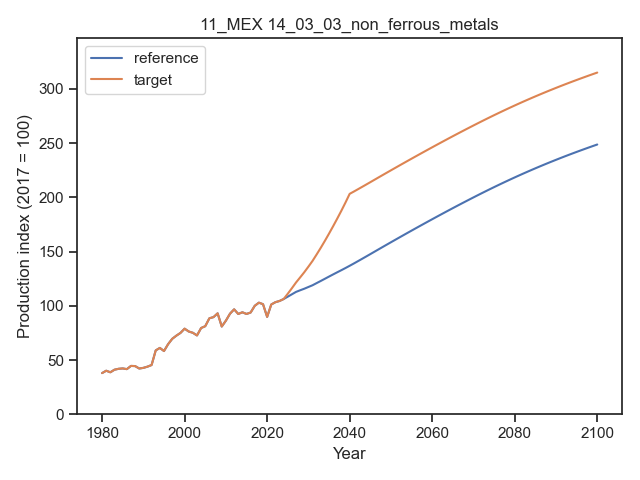 11_MEX 14_03_03_non_ferrous_metals
reference
target
Production index (2017 = 100)
300
250
200
150
100
50
0
1980 2000 2020 2040 2060 2080 2100
Year